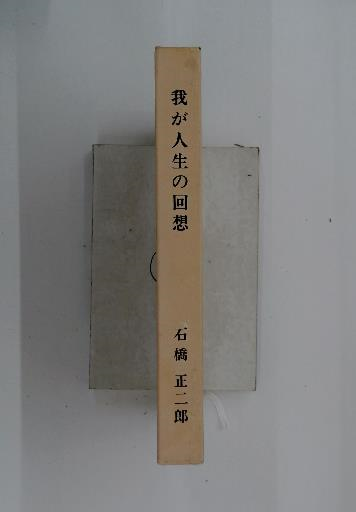 我が人生の回想
石橋 正二郎